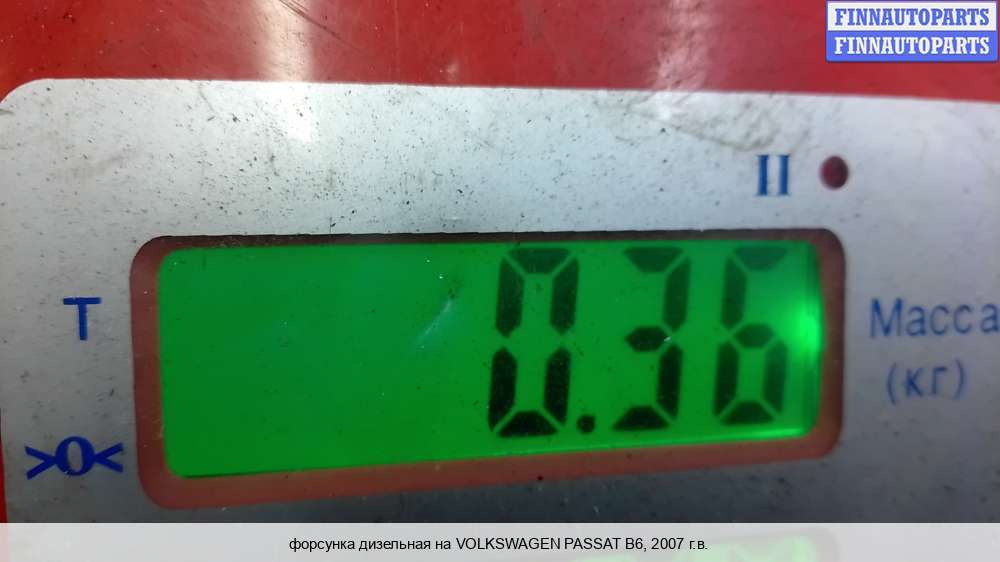 FINNAUTOPARTS
FINNAUTOPARTS
II
0.36
T
Масса
(кг)
>0<
форсунка дизельная на VOLKSWAGEN PASSAT B6, 2007 г.в.